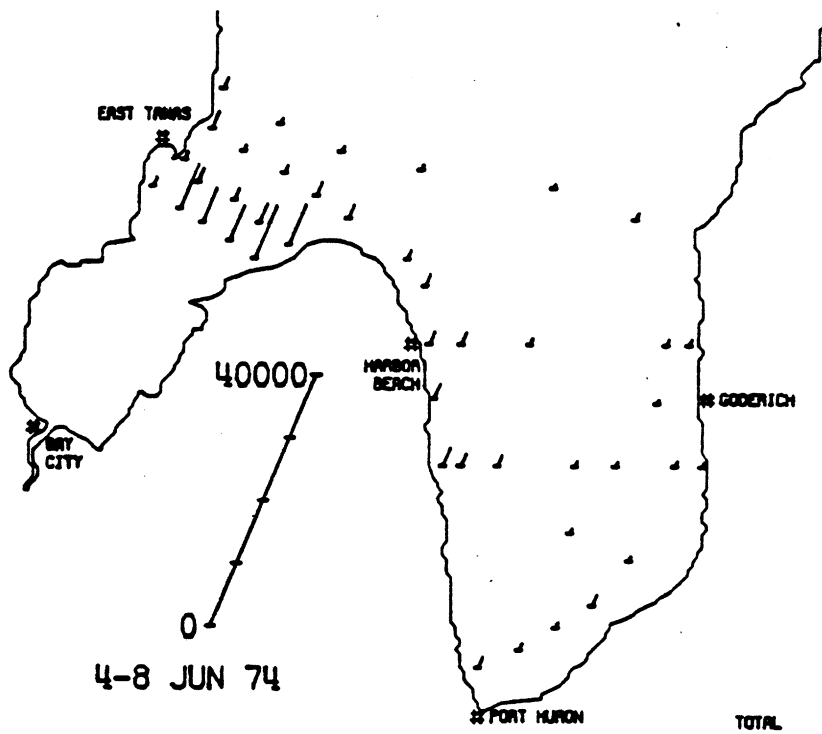 EAST TAWAS
40000
HARBOR
BEACH
# GODERICH
BAY
CITY
0
4-8 JUN 74
# PORT HURON
TOTAL